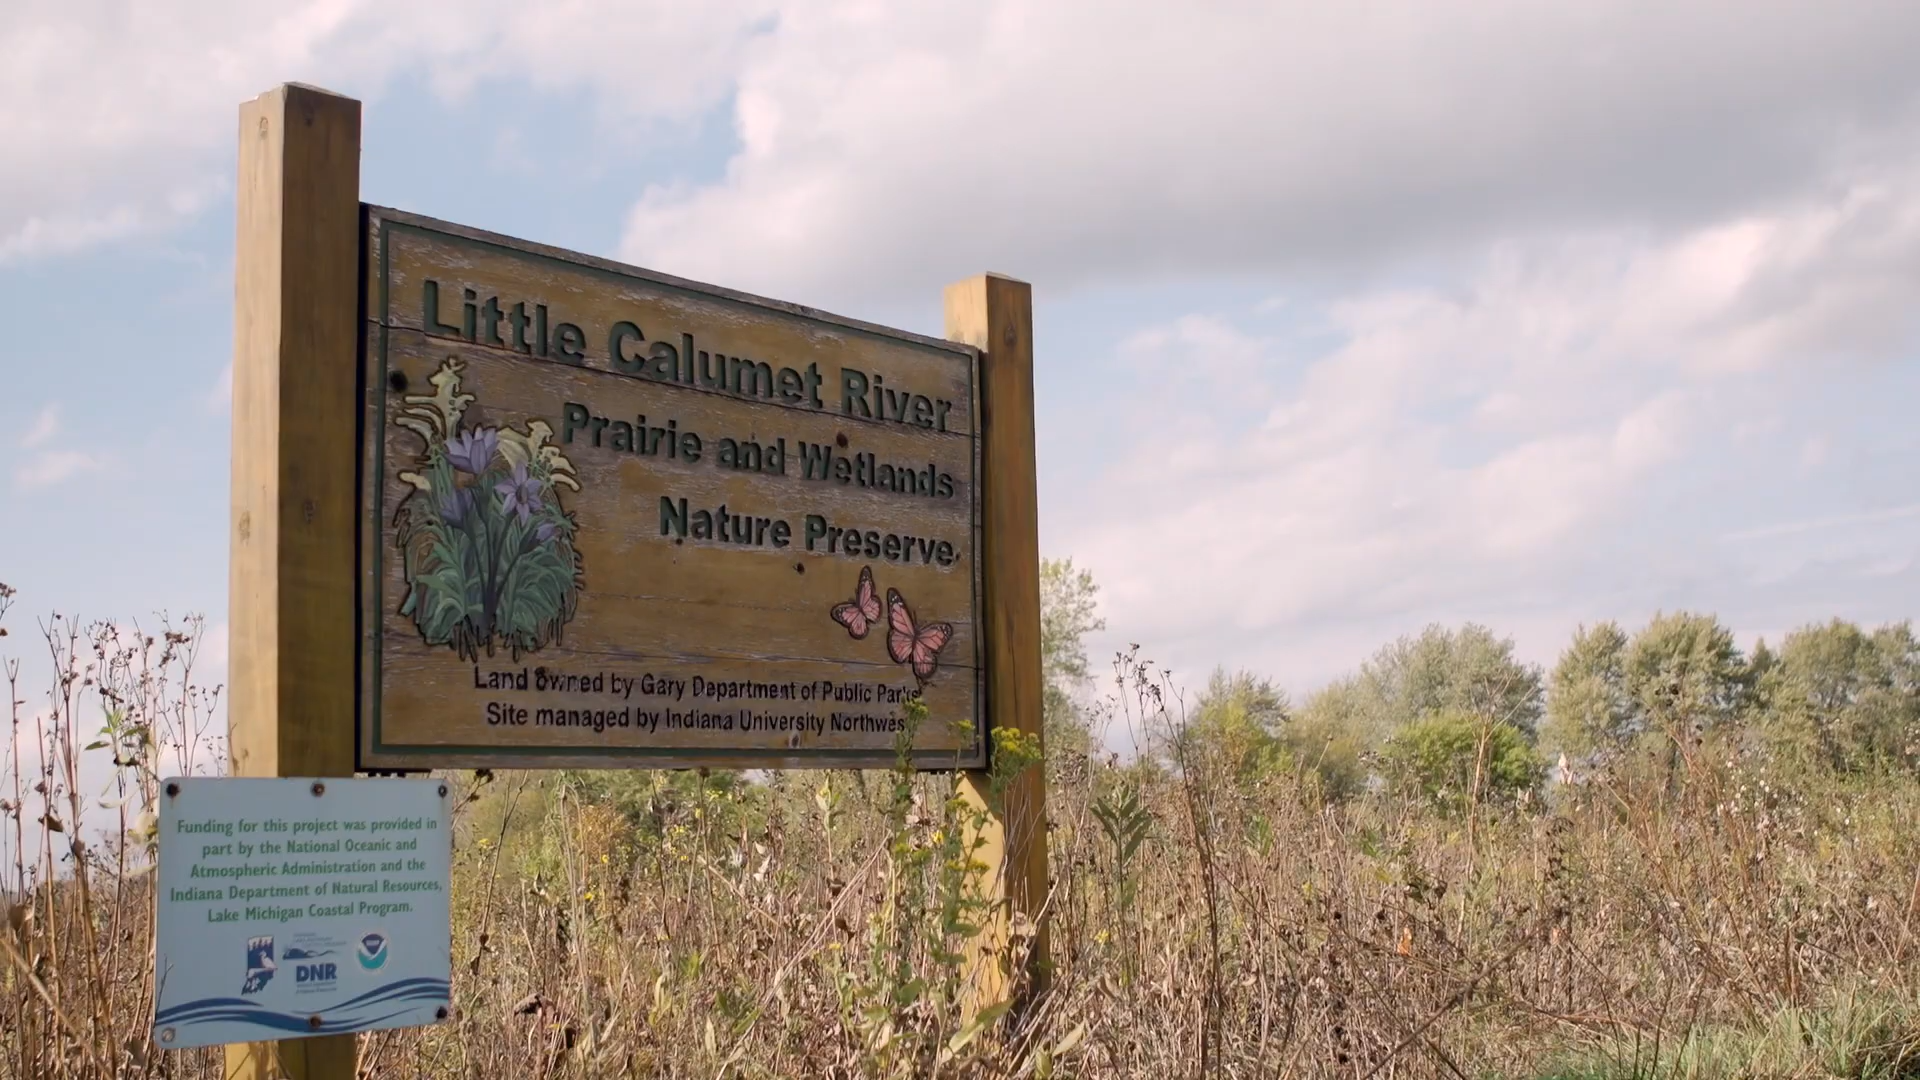 Little Calumet River
Prairie and Wetlands
Nature Preserve
Land owned by Gary Department of Public Parks
Site managed by Indiana University Northwest
Funding for this project was provided in
part by the National Oceanic and
Atmospheric Administration and the
Indiana Department of Natural Resources,
Lake Michigan Coastal Program.
DNR